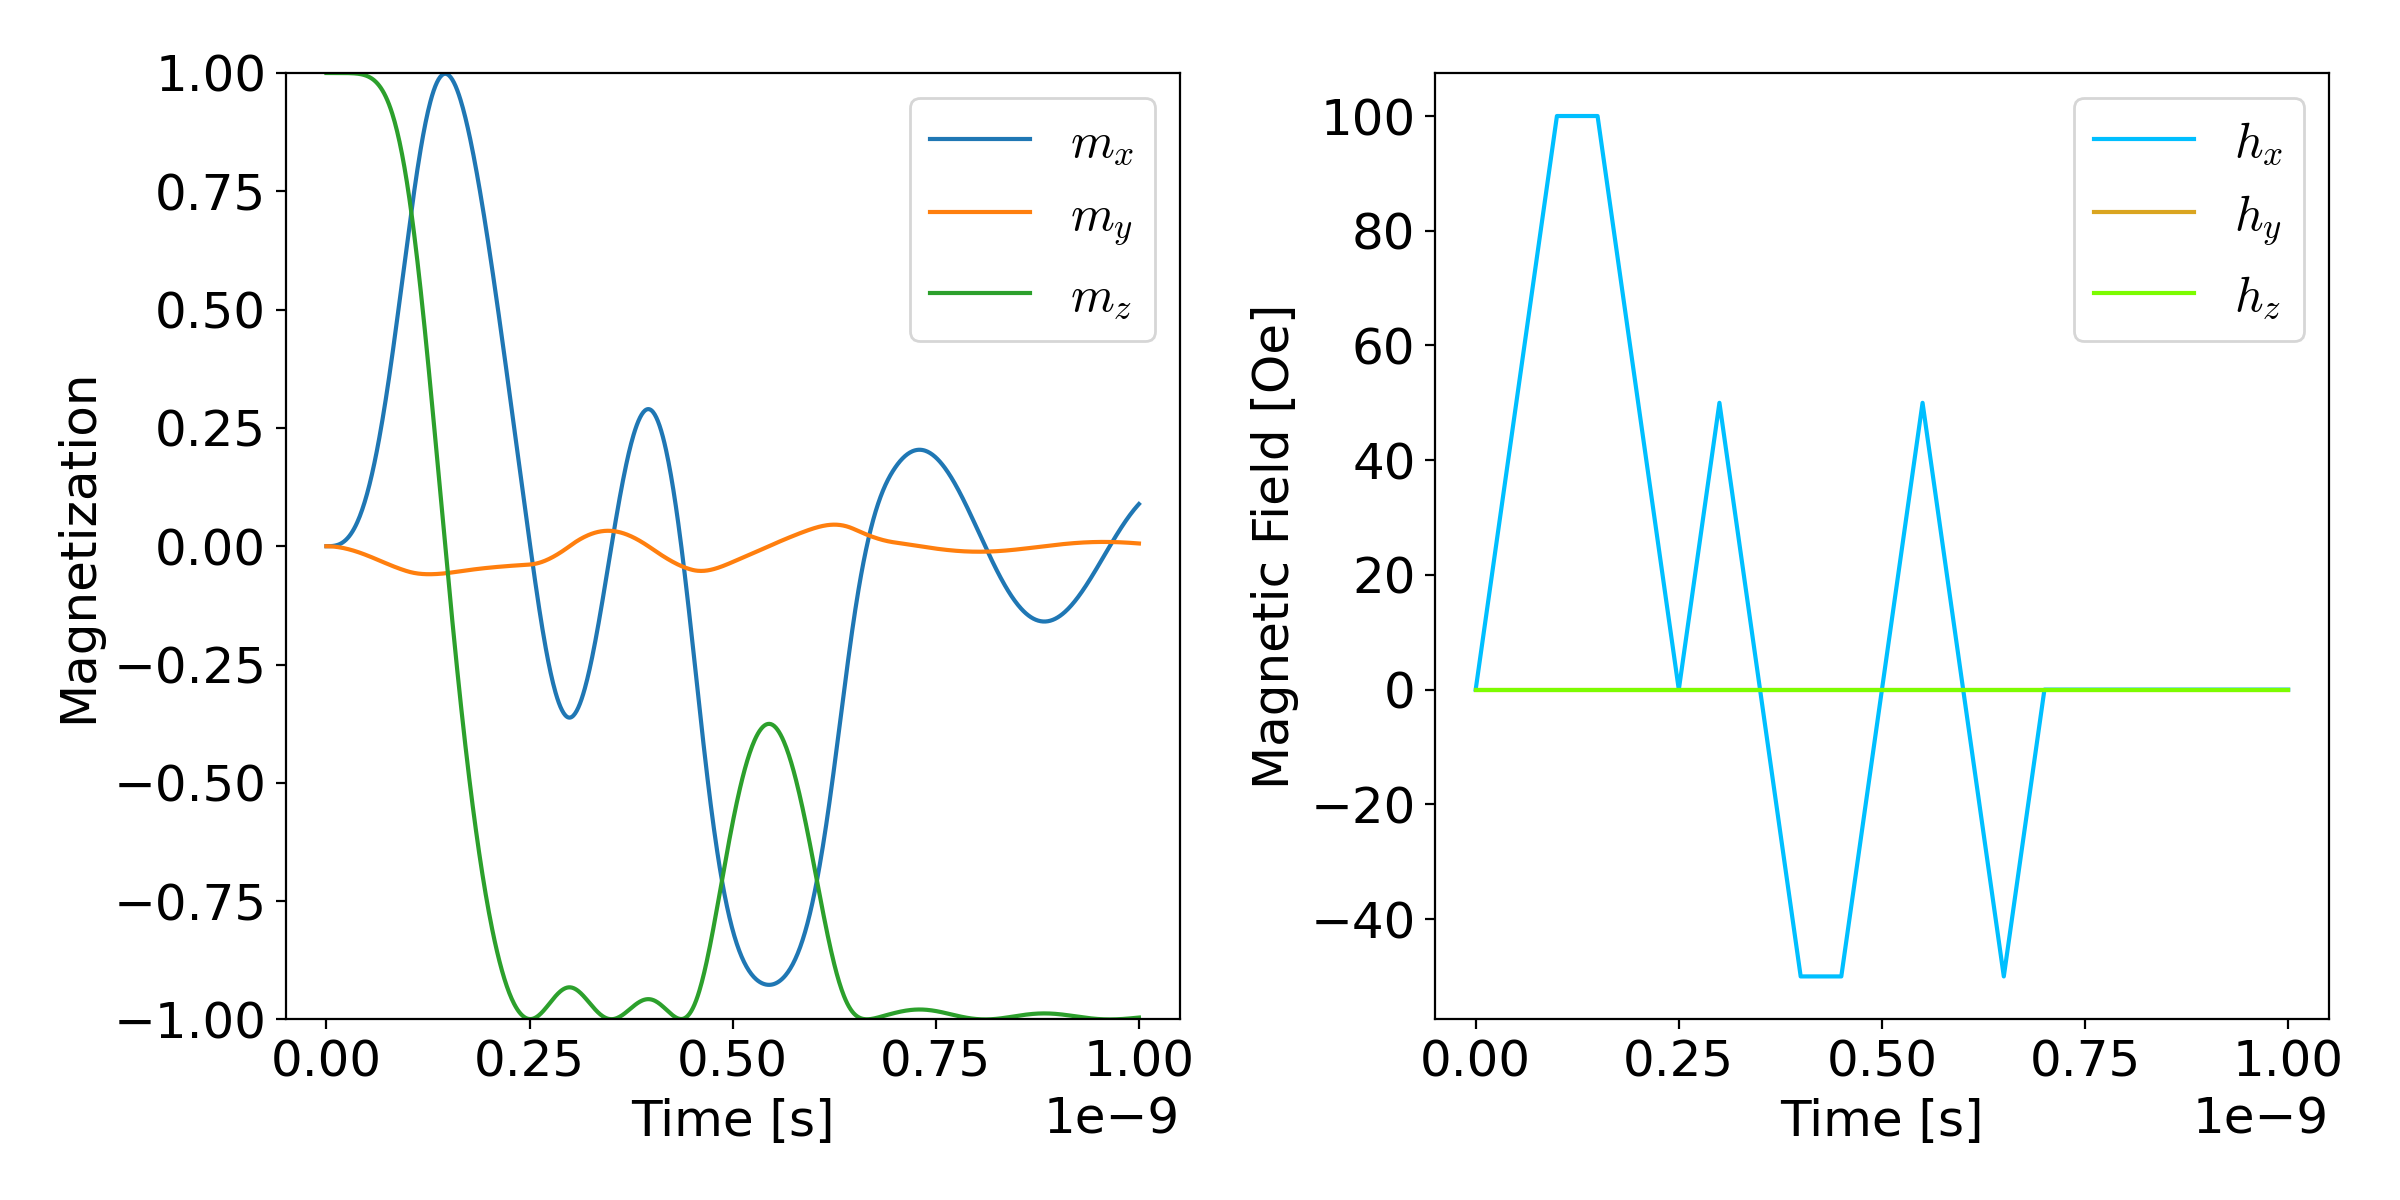 1.00
0.75
0.50
0.25
0.00
−0.25
−0.50
−0.75
−1.00
Magnetization
0.00 0.25 0.50 0.75 1.00
Time [s]
1e−9
m_x
m_y
m_z
100
80
60
40
20
0
−20
−40
Magnetic Field [Oe]
0.00 0.25 0.50 0.75 1.00
Time [s]
1e−9
h_x
h_y
h_z